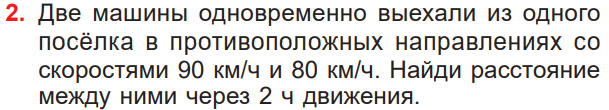 2. Две машины одновременно выехали из одного
посёлка в противоположных направлениях со
скоростями 90 км/ч и 80 км/ч. Найди расстояние
между ними через 2 ч движения.